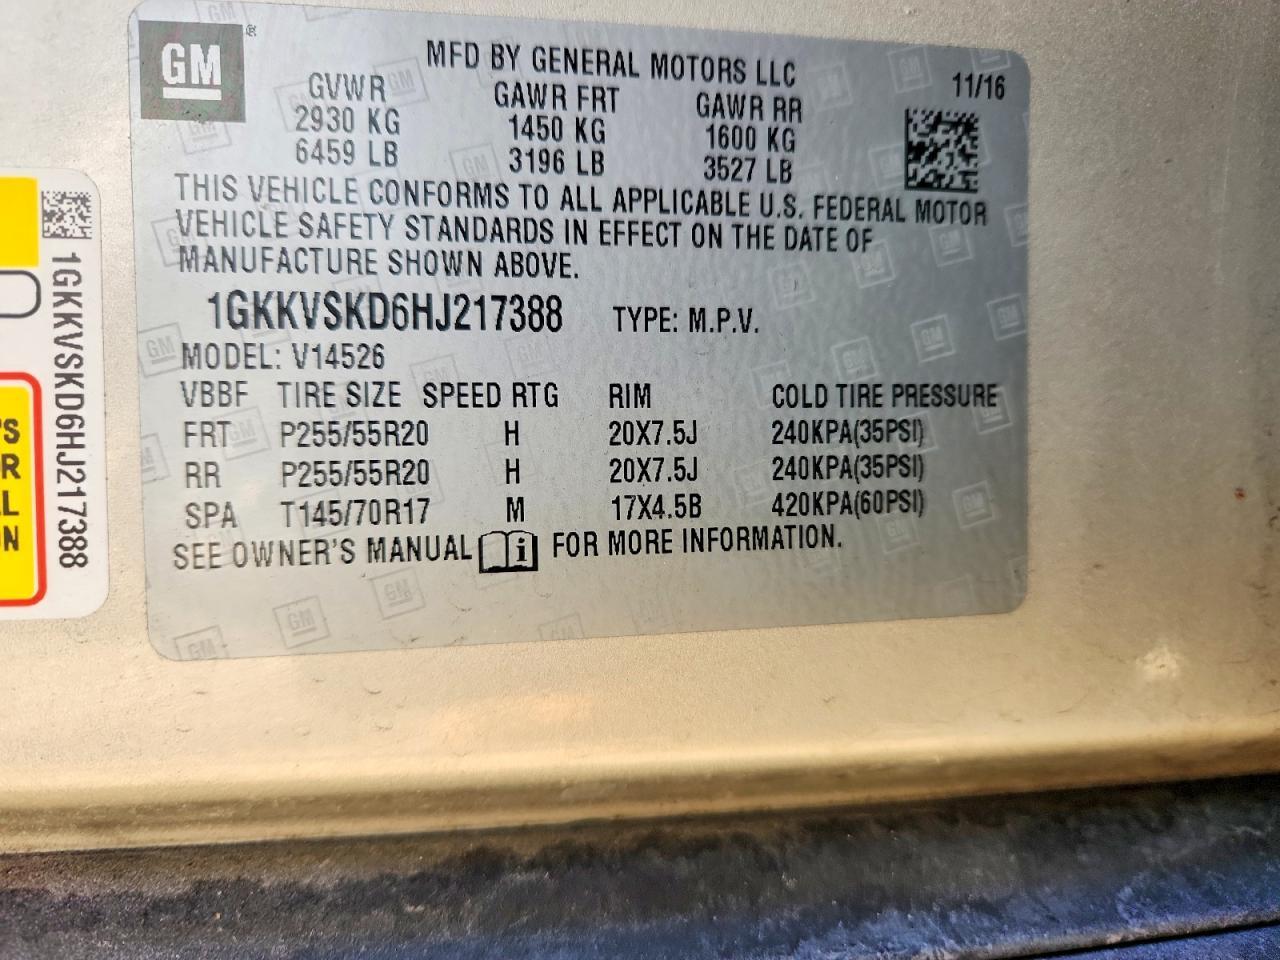 GM
MFD BY GENERAL MOTORS LLC
11/16
GVWR GAWR FRT GAWR RR
2930 KG 1450 KG 1600 KG
6459 LB 3196 LB 3527 LB
THIS VEHICLE CONFORMS TO ALL APPLICABLE U.S. FEDERAL MOTOR
VEHICLE SAFETY STANDARDS IN EFFECT ON THE DATE OF
MANUFACTURE SHOWN ABOVE.
1GKKVSKD6HJ217388 TYPE: M.P.V.
MODEL: V14526
VBBF TIRE SIZE SPEED RTG RIM COLD TIRE PRESSURE
FRT P255/55R20 H 20X7.5J 240KPA(35PSI)
RR P255/55R20 H 20X7.5J 240KPA(35PSI)
SPA T145/70R17 M 17X4.5B 420KPA(60PSI)
SEE OWNER'S MANUAL i FOR MORE INFORMATION.
1GKKVSKD6HJ217388